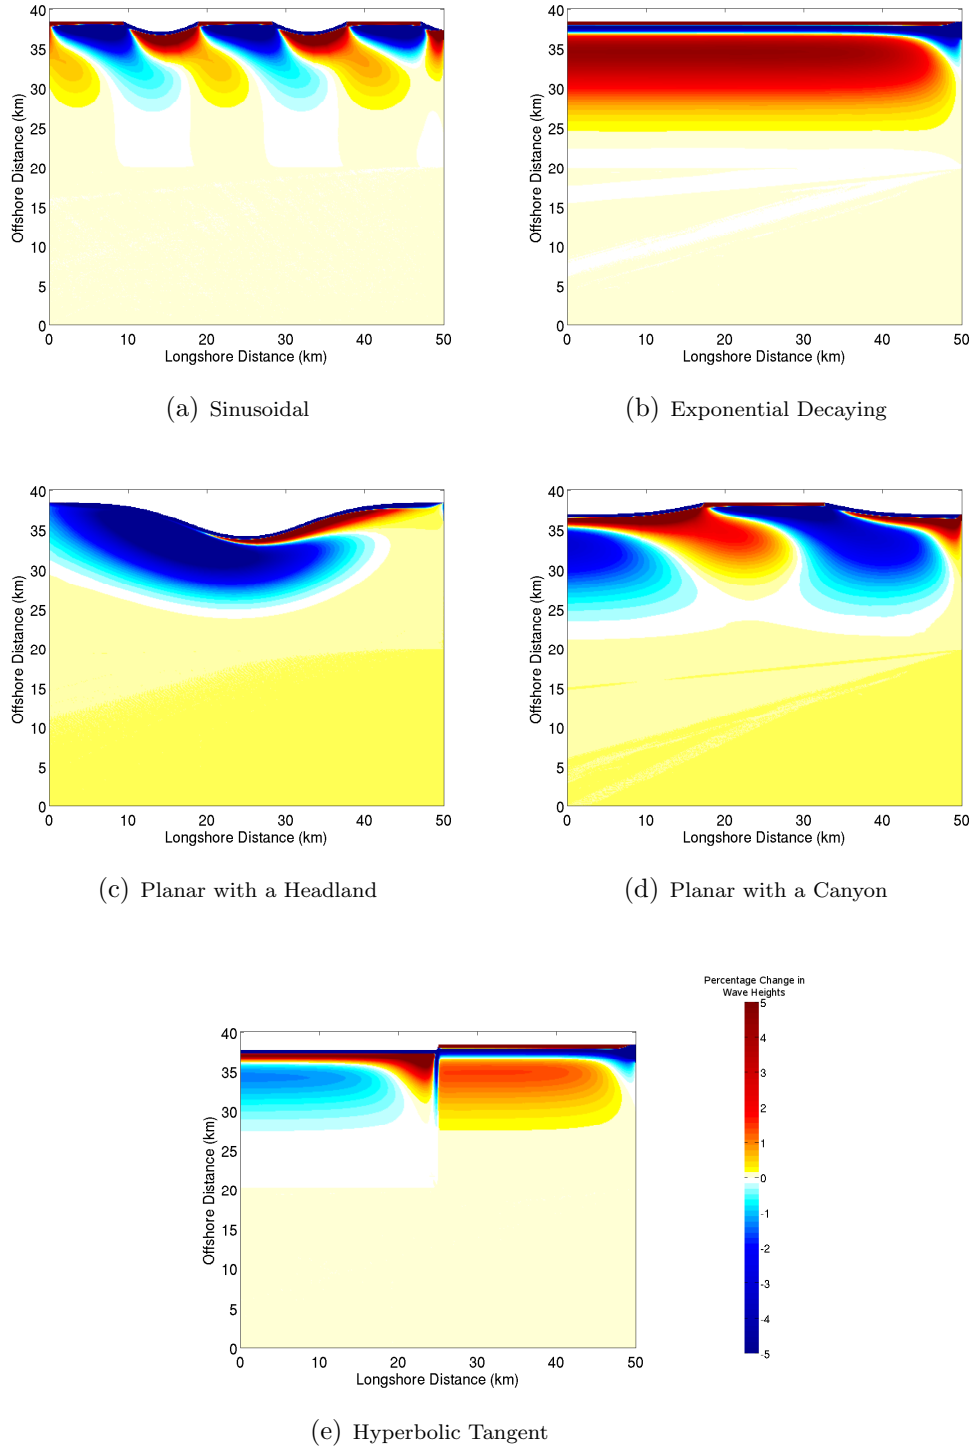 40
35
30
25
20
15
10
5
0
Offshore Distance (km)
0 10 20 30 40 50
Longshore Distance (km)
(a) Sinusoidal
40
35
30
25
20
15
10
5
0
Offshore Distance (km)
0 10 20 30 40 50
Longshore Distance (km)
(b) Exponential Decaying
40
35
30
25
20
15
10
5
0
Offshore Distance (km)
0 10 20 30 40 50
Longshore Distance (km)
(c) Planar with a Headland
40
35
30
25
20
15
10
5
0
Offshore Distance (km)
0 10 20 30 40 50
Longshore Distance (km)
(d) Planar with a Canyon
40
35
30
25
20
15
10
5
0
Offshore Distance (km)
0 10 20 30 40 50
Longshore Distance (km)
(e) Hyperbolic Tangent
Percentage Change in
Wave Heights
5
4
3
2
1
0
-1
-2
-3
-4
-5